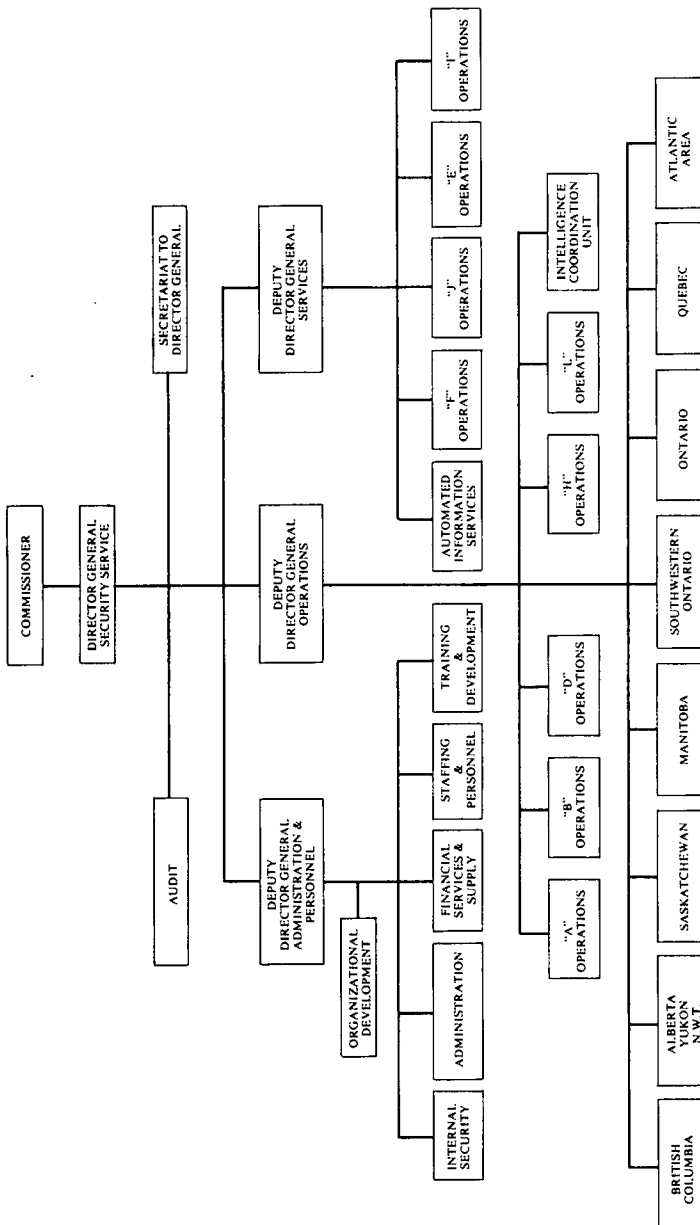 COMMISSIONER
DIRECTOR GENERAL
SECURITY SERVICE
AUDIT
SECRETARIAT TO
DIRECTOR GENERAL
DEPUTY
DIRECTOR GENERAL
ADMINISTRATION &
PERSONNEL
DEPUTY
DIRECTOR GENERAL
OPERATIONS
DEPUTY
DIRECTOR GENERAL
SERVICES
ORGANIZATIONAL
DEVELOPMENT
INTERNAL
SECURITY
ADMINISTRATION
FINANCIAL
SERVICES &
SUPPLY
STAFFING
&
PERSONNEL
TRAINING
&
DEVELOPMENT
AUTOMATED
INFORMATION
SERVICES
"F"
OPERATIONS
"J"
OPERATIONS
"E"
OPERATIONS
"I"
OPERATIONS
"A"
OPERATIONS
"B"
OPERATIONS
"D"
OPERATIONS
"H"
OPERATIONS
"L"
OPERATIONS
INTELLIGENCE
COORDINATION
UNIT
BRITISH
COLUMBIA
ALBERTA
YUKON
N.W.T.
SASKATCHEWAN
MANITOBA
SOUTHWESTERN
ONTARIO
ONTARIO
QUEBEC
ATLANTIC
AREA